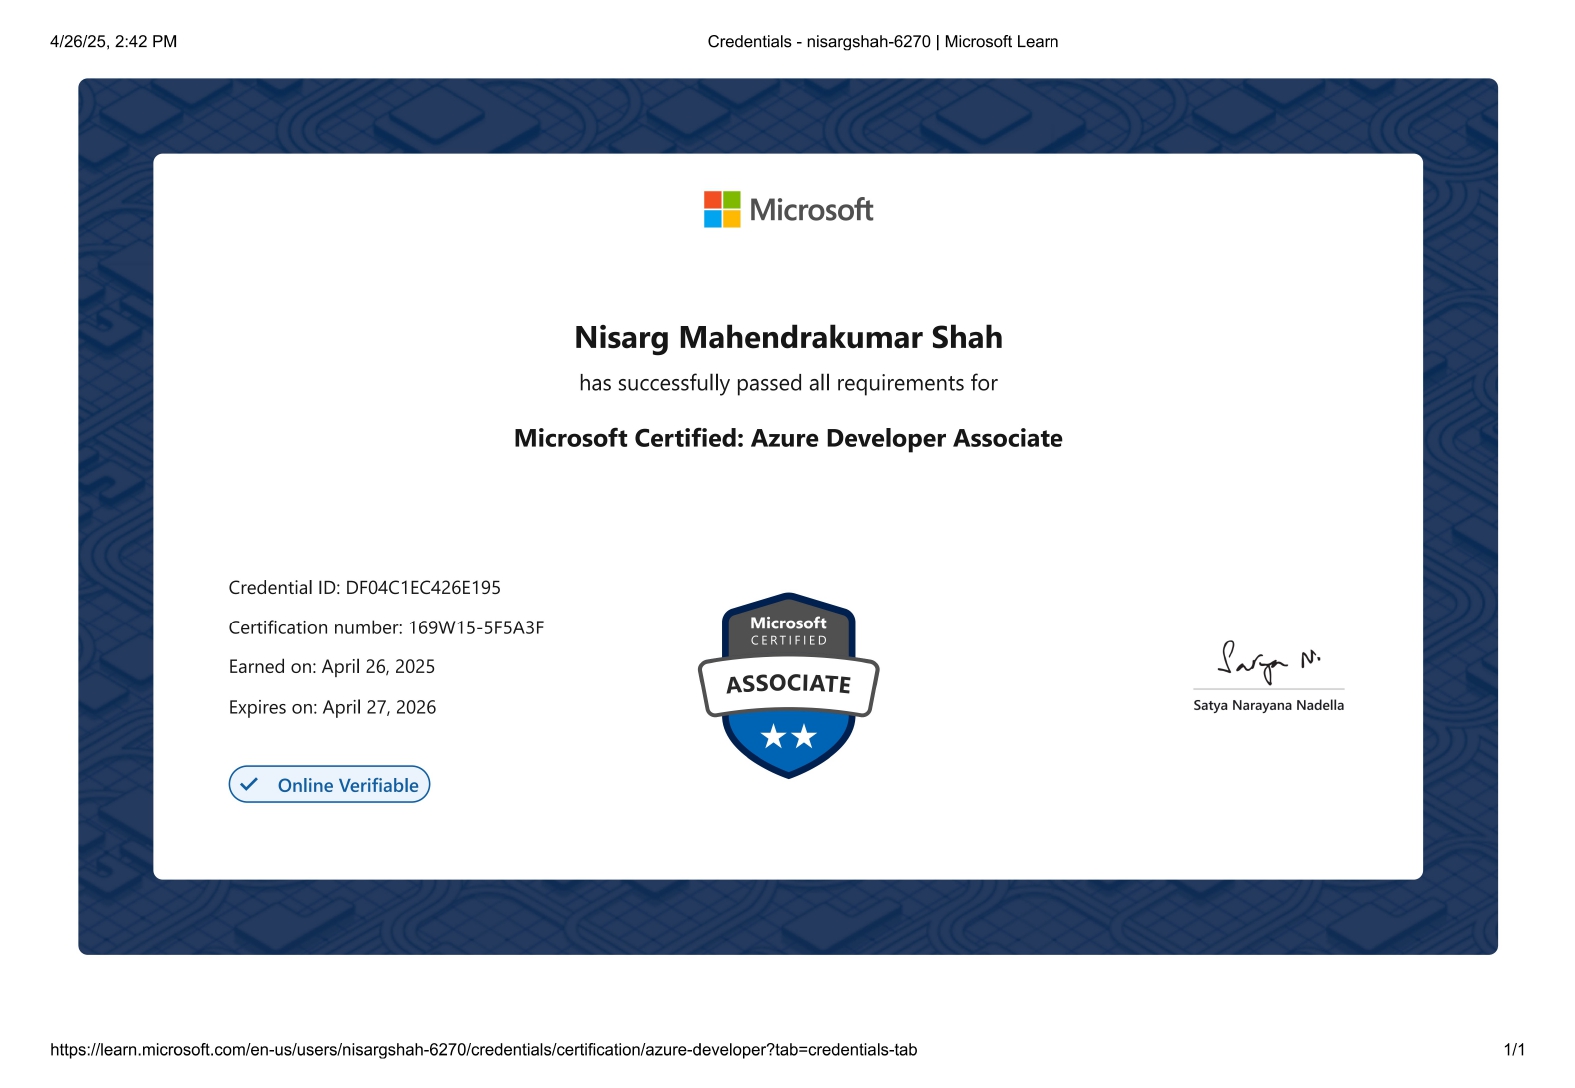 4/26/25, 2:42 PM
Credentials - nisargshah-6270 | Microsoft Learn
Microsoft
Nisarg Mahendrakumar Shah
has successfully passed all requirements for
Microsoft Certified: Azure Developer Associate
Credential ID: DF04C1EC426E195
Certification number: 169W15-5F5A3F
Earned on: April 26, 2025
Expires on: April 27, 2026
Online Verifiable
Microsoft
CERTIFIED
ASSOCIATE
Satya N.
Satya Narayana Nadella
https://learn.microsoft.com/en-us/users/nisargshah-6270/credentials/certification/azure-developer?tab=credentials-tab
1/1